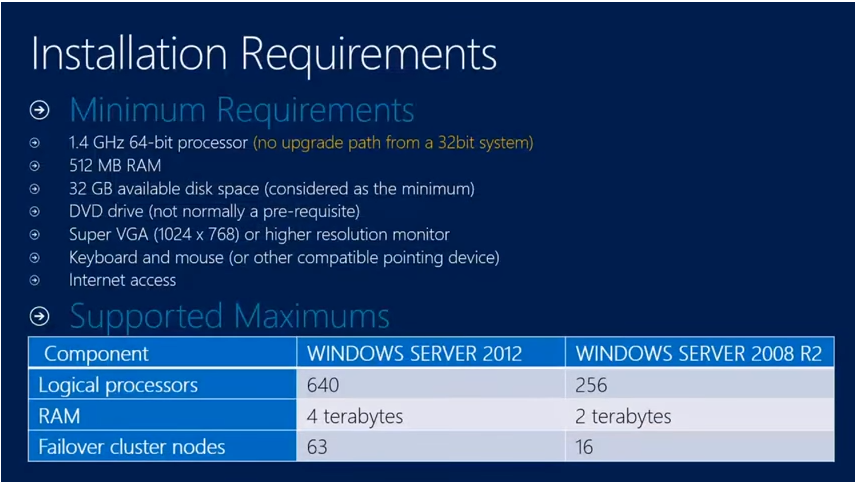 Installation Requirements
Minimum Requirements
1.4 GHz 64-bit processor (no upgrade path from a 32bit system)
512 MB RAM
32 GB available disk space (considered as the minimum)
DVD drive (not normally a pre-requisite)
Super VGA (1024 x 768) or higher resolution monitor
Keyboard and mouse (or other compatible pointing device)
Internet access
Supported Maximums
Component WINDOWS SERVER 2012 WINDOWS SERVER 2008 R2
Logical processors 640 256
RAM 4 terabytes 2 terabytes
Failover cluster nodes 63 16